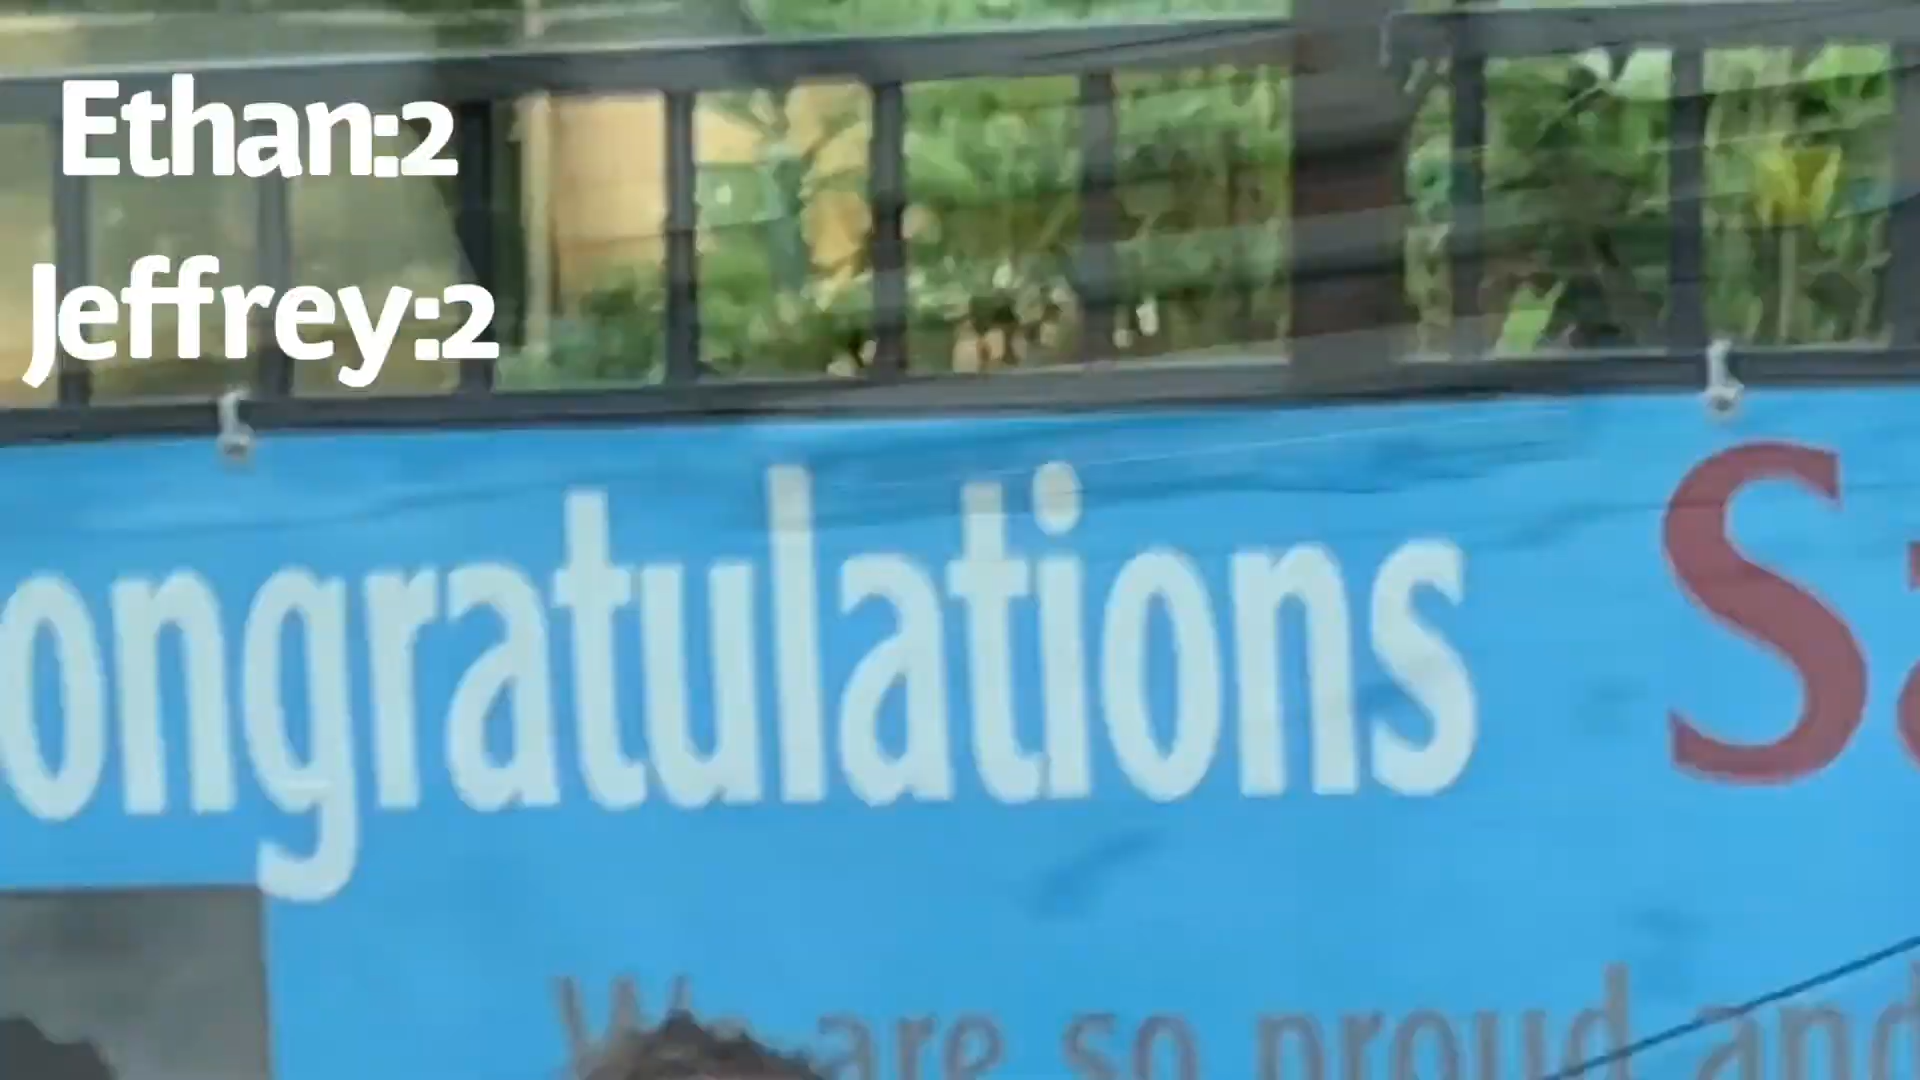 Ethan:2
Jeffrey:2
ongratulations
are so proud and